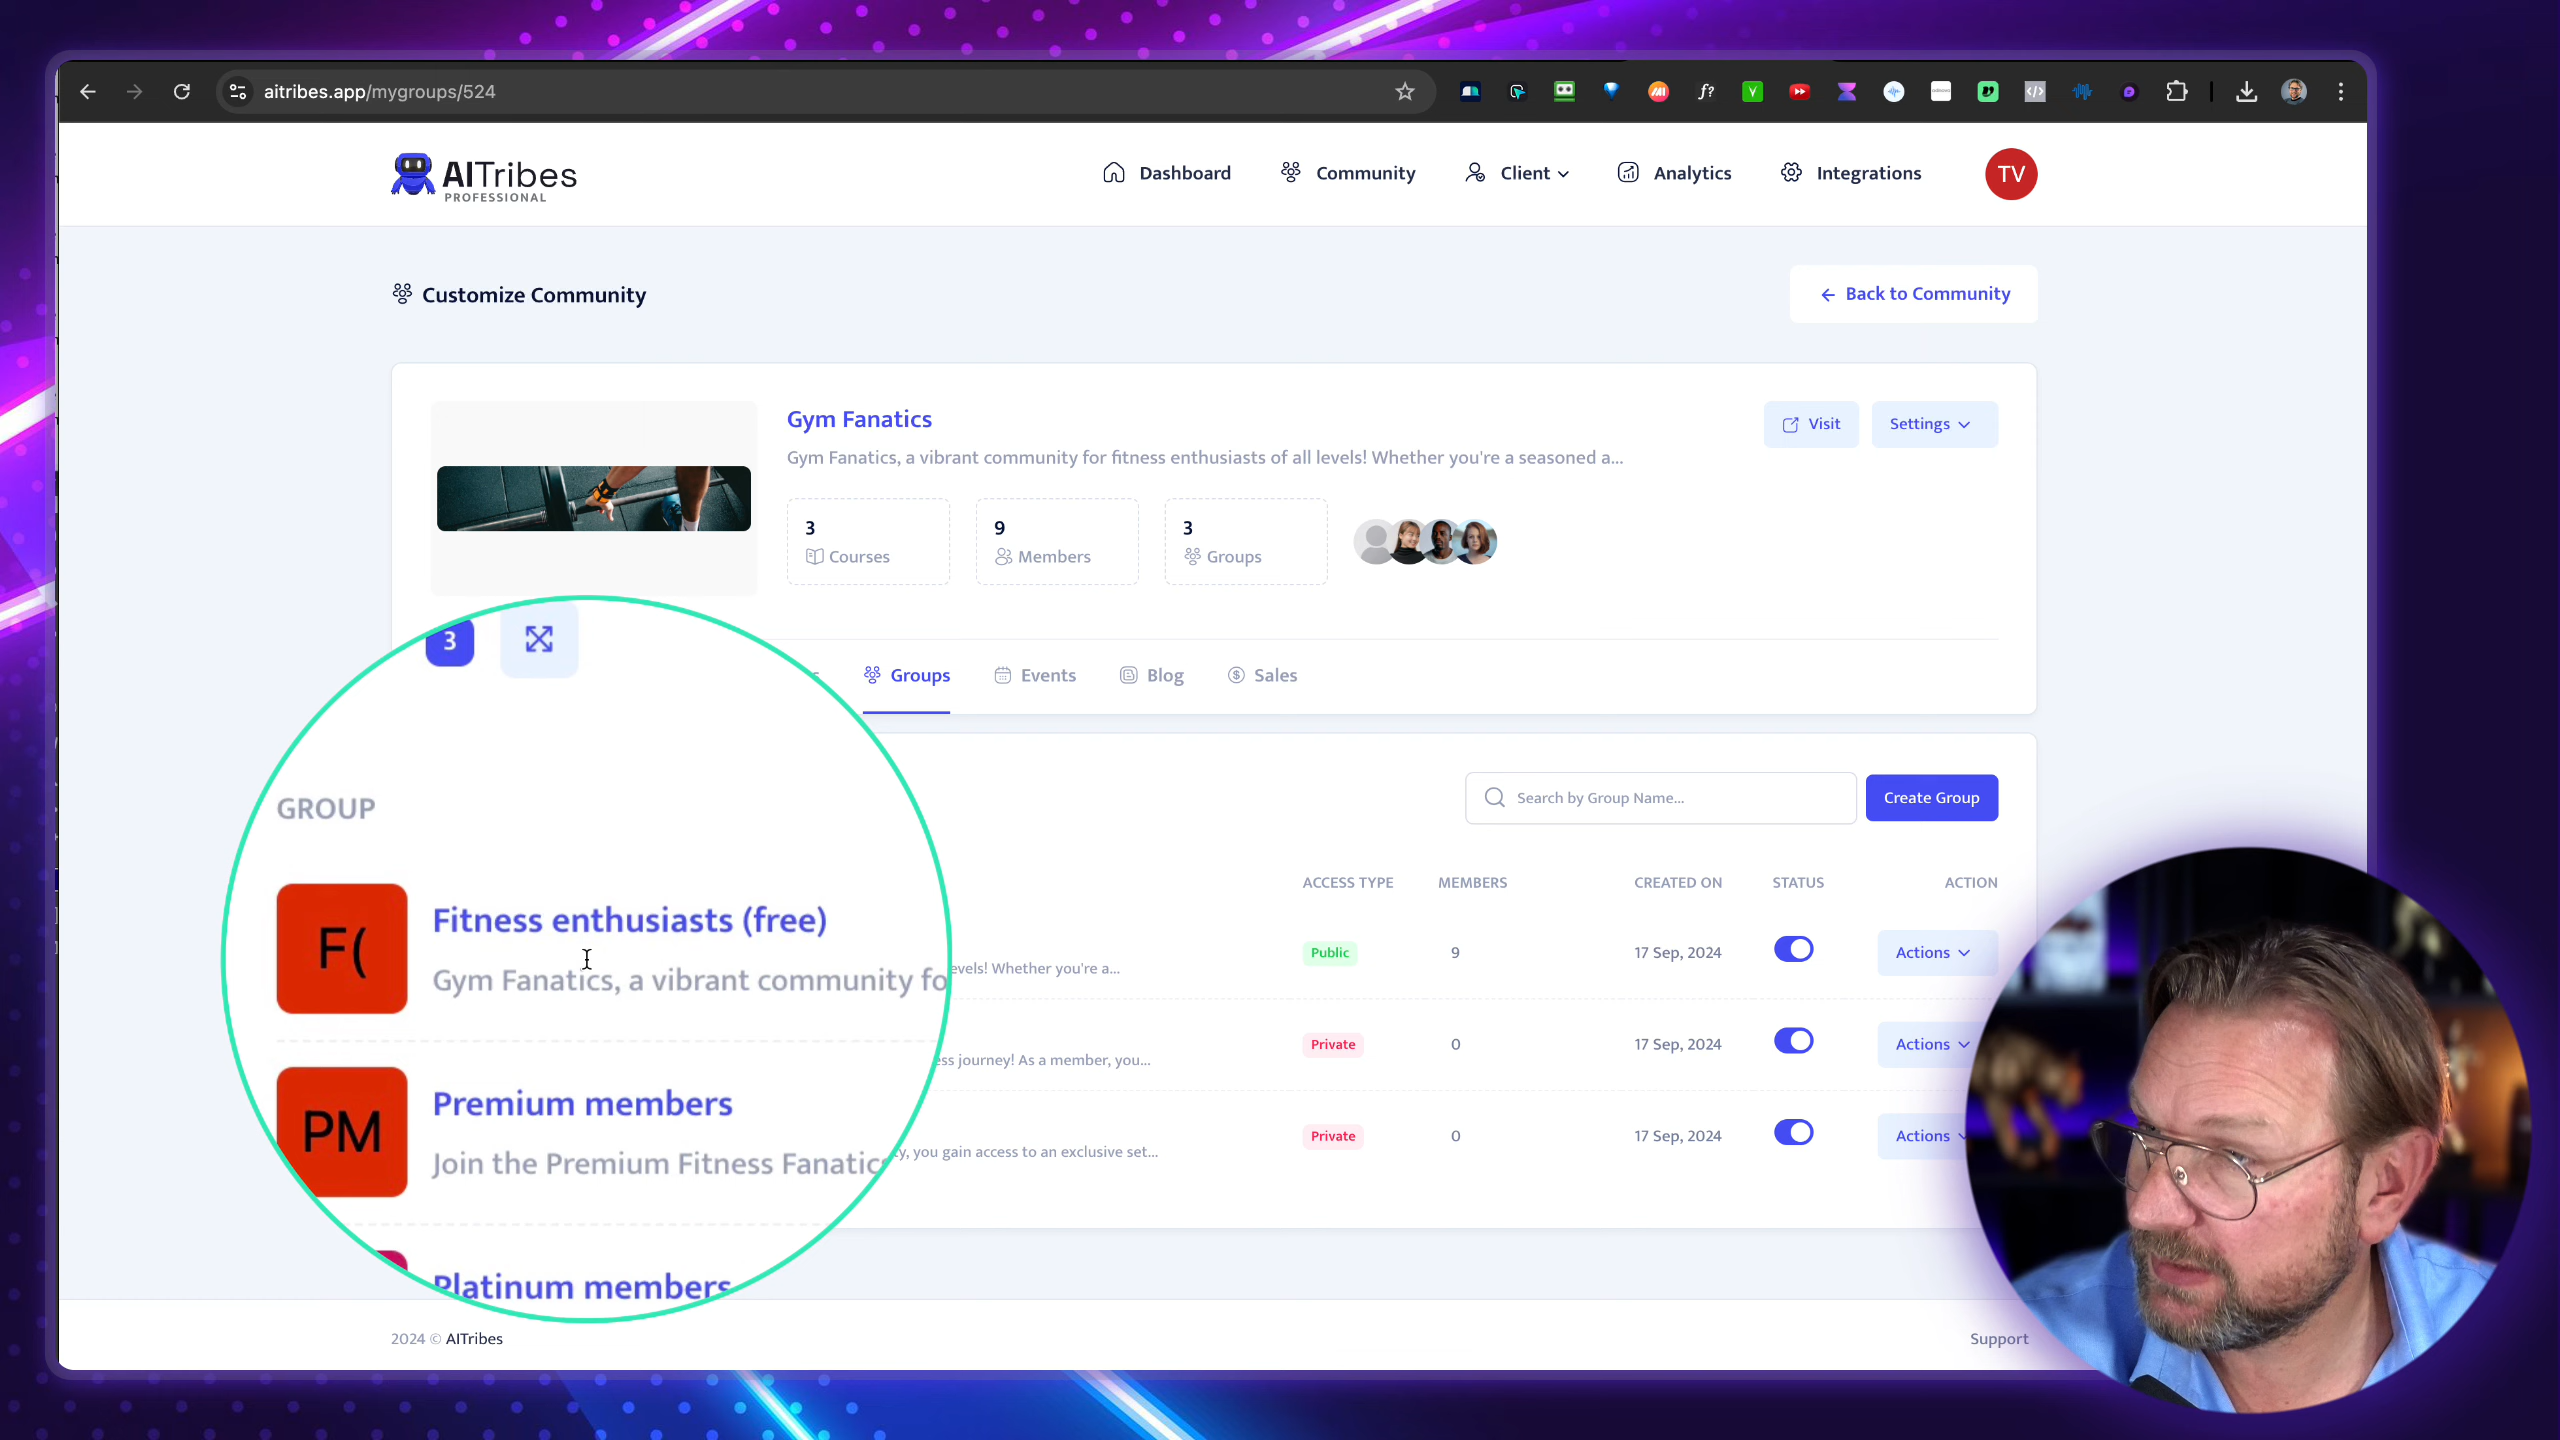 aitribes.app/mygroups/524
AITribes
PROFESSIONAL
Dashboard
Community
Client
Analytics
Integrations
TV
Customize Community
← Back to Community
Gym Fanatics
Gym Fanatics, a vibrant community for fitness enthusiasts of all levels! Whether you're a seasoned a...
Visit
Settings
3
Courses
9
Members
3
Groups
3
s
Groups
Events
Blog
Sales
Search by Group Name...
Create Group
GROUP
ACCESS TYPE
MEMBERS
CREATED ON
STATUS
ACTION
F(
Fitness enthusiasts (free)
Gym Fanatics, a vibrant community fo
evels! Whether you're a...
Public
9
17 Sep, 2024
Actions
PM
Premium members
Join the Premium Fitness Fanatics
ess journey! As a member, you...
Private
0
17 Sep, 2024
Actions
Platinum members
y, you gain access to an exclusive set...
Private
0
17 Sep, 2024
Actions
2024 © AITribes
Support